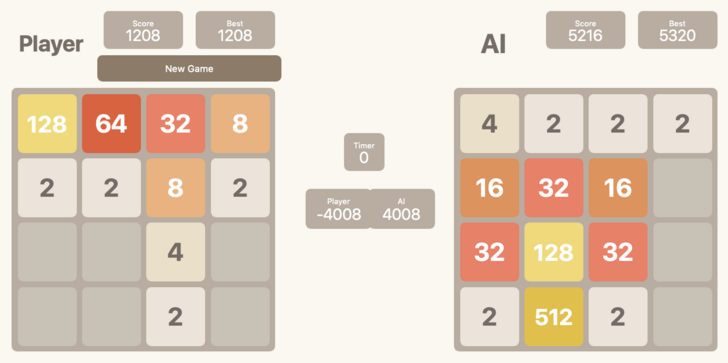 Player
Score
1208
Best
1208
New Game
128 64 32 8
2 2 8 2
4
2
Timer
0
Player
-4008
AI
4008
AI
Score
5216
Best
5320
4 2 2 2
16 32 16
32 128 32
2 512 2